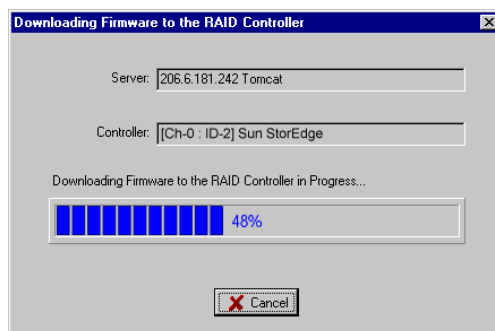 Downloading Firmware to the RAID Controller
Server: 206.6.181.242 Tomcat
Controller: [Ch-0 : ID-2] Sun StorEdge
Downloading Firmware to the RAID Controller in Progress...
48%
Cancel